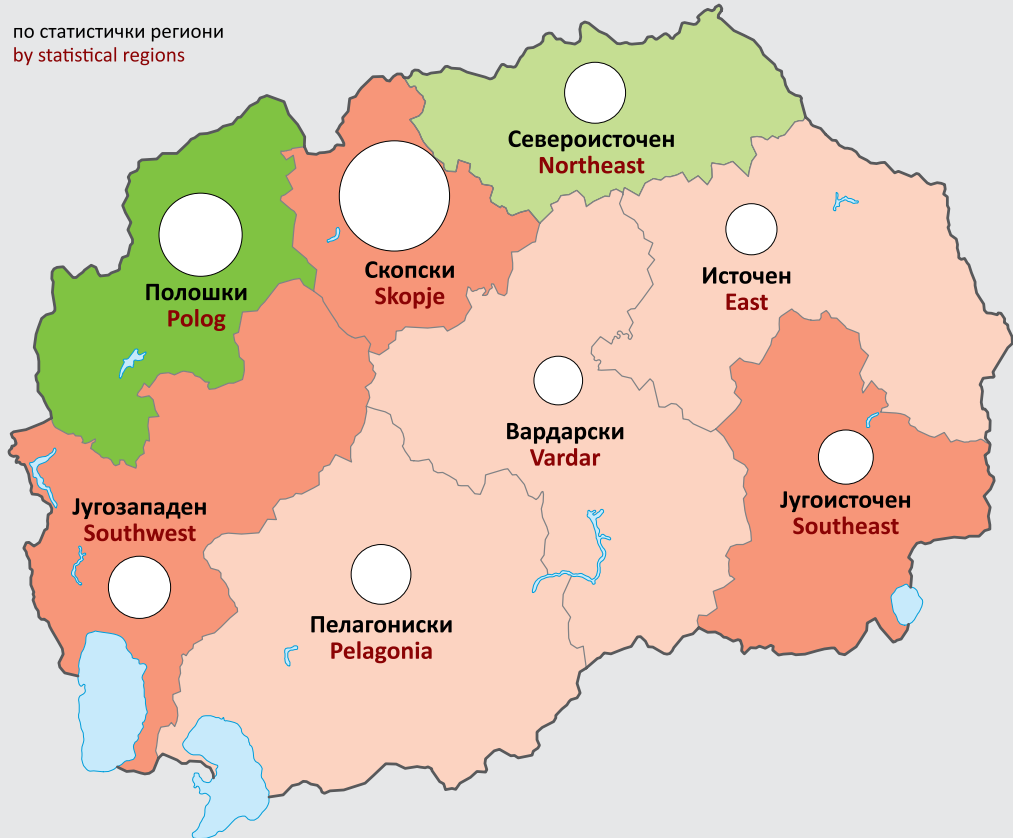 по статистички региони
by statistical regions
Североисточен
Northeast
Скопски
Skopje
Источен
East
Полошки
Polog
Вардарски
Vardar
Југозападен
Southwest
Југоисточен
Southeast
Пелагониски
Pelagonia